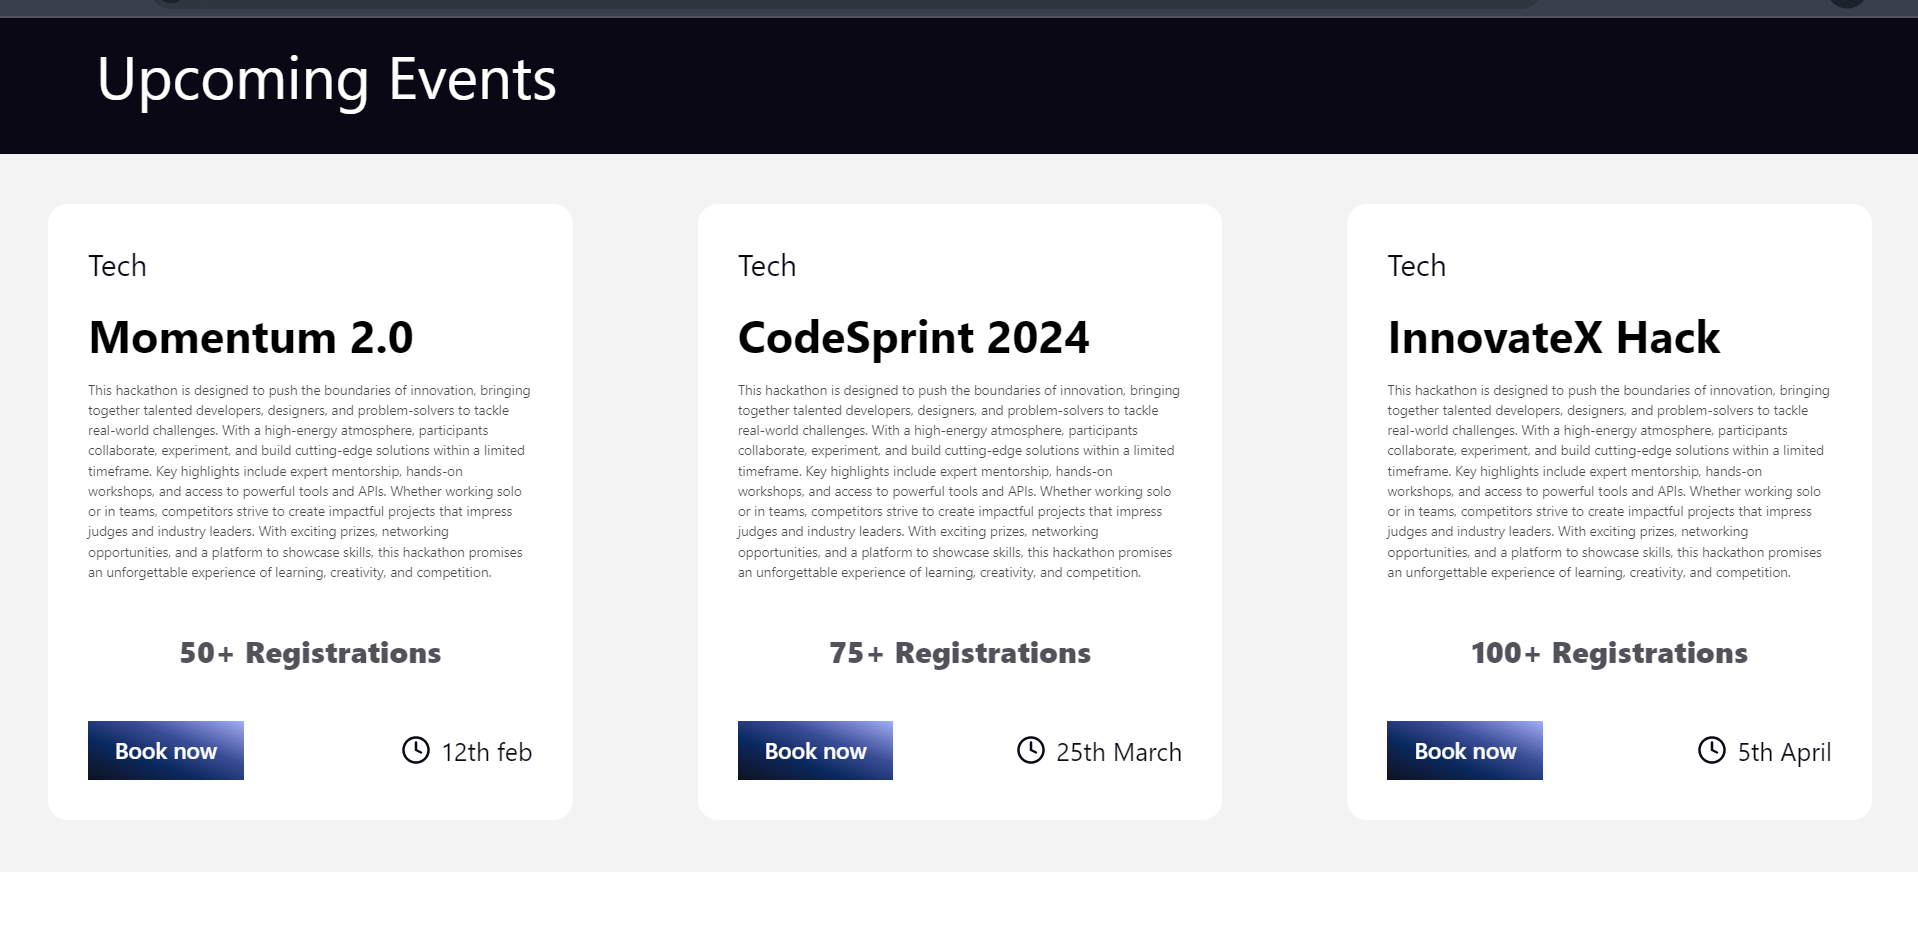 Upcoming Events
Tech
Momentum 2.0
This hackathon is designed to push the boundaries of innovation, bringing
together talented developers, designers, and problem-solvers to tackle
real-world challenges. With a high-energy atmosphere, participants
collaborate, experiment, and build cutting-edge solutions within a limited
timeframe. Key highlights include expert mentorship, hands-on
workshops, and access to powerful tools and APIs. Whether working solo
or in teams, competitors strive to create impactful projects that impress
judges and industry leaders. With exciting prizes, networking
opportunities, and a platform to showcase skills, this hackathon promises
an unforgettable experience of learning, creativity, and competition.
50+ Registrations
Book now
12th feb
Tech
CodeSprint 2024
This hackathon is designed to push the boundaries of innovation, bringing
together talented developers, designers, and problem-solvers to tackle
real-world challenges. With a high-energy atmosphere, participants
collaborate, experiment, and build cutting-edge solutions within a limited
timeframe. Key highlights include expert mentorship, hands-on
workshops, and access to powerful tools and APIs. Whether working solo
or in teams, competitors strive to create impactful projects that impress
judges and industry leaders. With exciting prizes, networking
opportunities, and a platform to showcase skills, this hackathon promises
an unforgettable experience of learning, creativity, and competition.
75+ Registrations
Book now
25th March
Tech
InnovateX Hack
This hackathon is designed to push the boundaries of innovation, bringing
together talented developers, designers, and problem-solvers to tackle
real-world challenges. With a high-energy atmosphere, participants
collaborate, experiment, and build cutting-edge solutions within a limited
timeframe. Key highlights include expert mentorship, hands-on
workshops, and access to powerful tools and APIs. Whether working solo
or in teams, competitors strive to create impactful projects that impress
judges and industry leaders. With exciting prizes, networking
opportunities, and a platform to showcase skills, this hackathon promises
an unforgettable experience of learning, creativity, and competition.
100+ Registrations
Book now
5th April